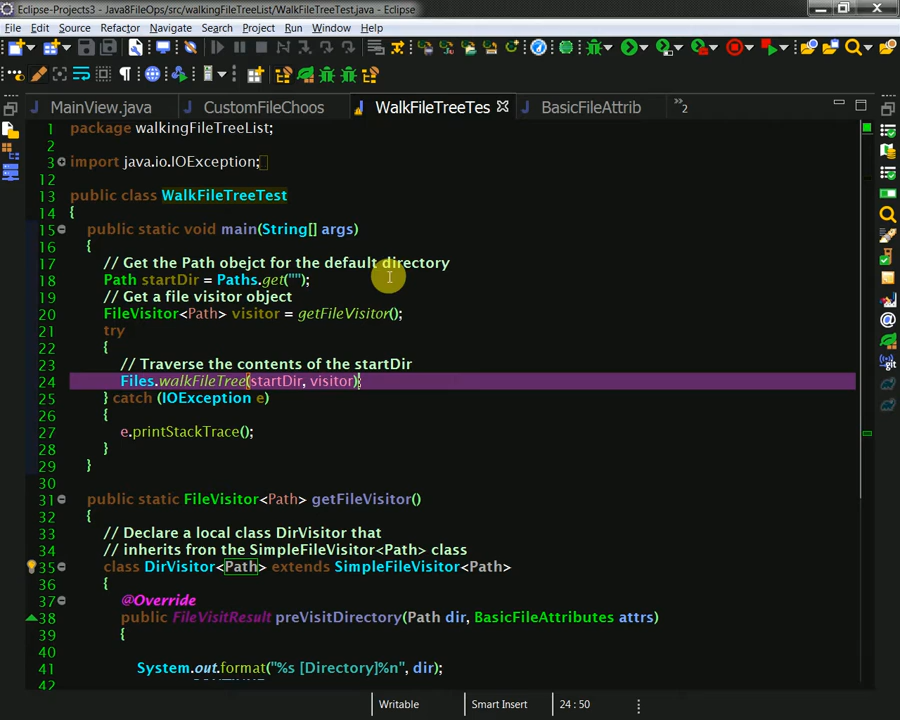 Eclipse-Projects3 - Java8FileOps/src/walkingFileTreeList/WalkFileTreeTest.java - Eclipse
File Edit Source Refactor Navigate Search Project Run Window Help
MainView.java CustomFileChoos WalkFileTreeTes BasicFileAttrib »2
1 package walkingFileTreeList;
2
3 import java.io.IOException;
12
13 public class WalkFileTreeTest
14 {
15 public static void main(String[] args)
16 {
17 // Get the Path obejct for the default directory
18 Path startDir = Paths.get("");
19 // Get a file visitor object
20 FileVisitor<Path> visitor = getFileVisitor();
21 try
22 {
23 // Traverse the contents of the startDir
24 Files.walkFileTree(startDir, visitor);
25 } catch (IOException e)
26 {
27 e.printStackTrace();
28 }
29 }
30
31 public static FileVisitor<Path> getFileVisitor()
32 {
33 // Declare a local class DirVisitor that
34 // inherits fron the SimpleFileVisitor<Path> class
35 class DirVisitor<Path> extends SimpleFileVisitor<Path>
36 {
37 @Override
38 public FileVisitResult preVisitDirectory(Path dir, BasicFileAttributes attrs)
39 {
40
41 System.out.format("%s [Directory]%n", dir);
42
Writable Smart Insert 24 : 50